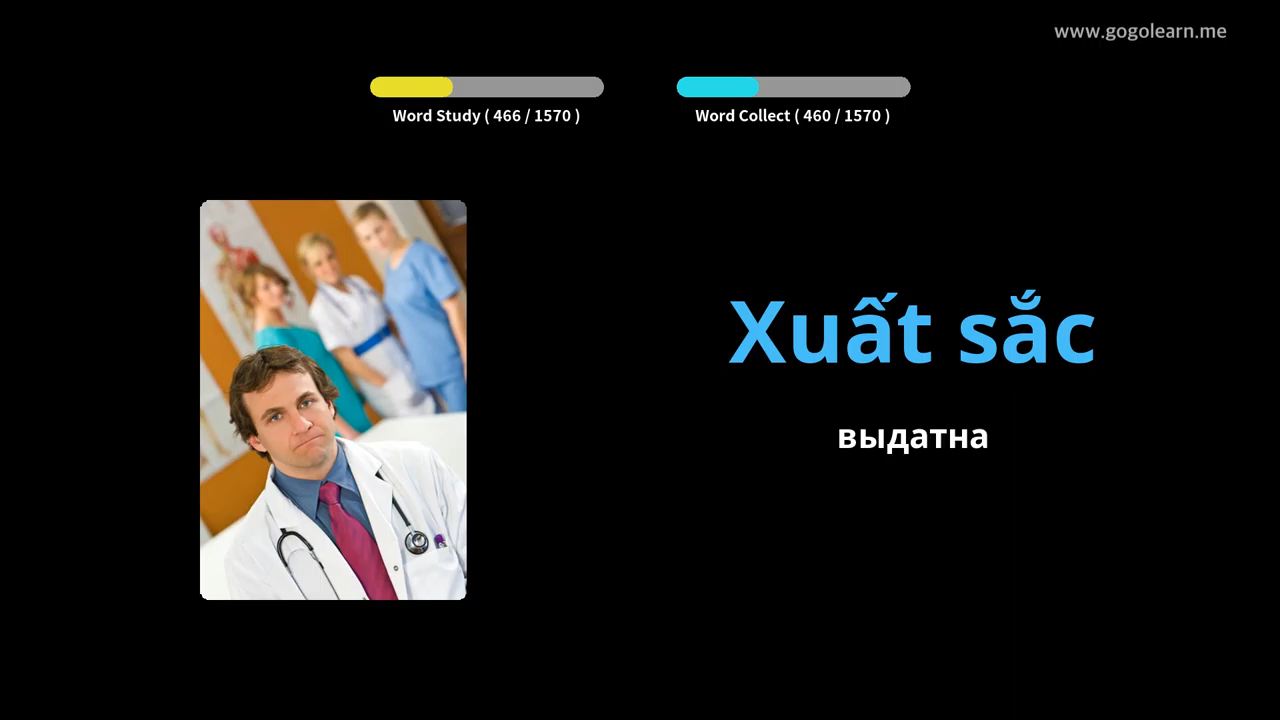 www.gogolearn.me
Word Study ( 466 / 1570 )
Word Collect ( 460 / 1570 )
Xuất sắc
выдатна